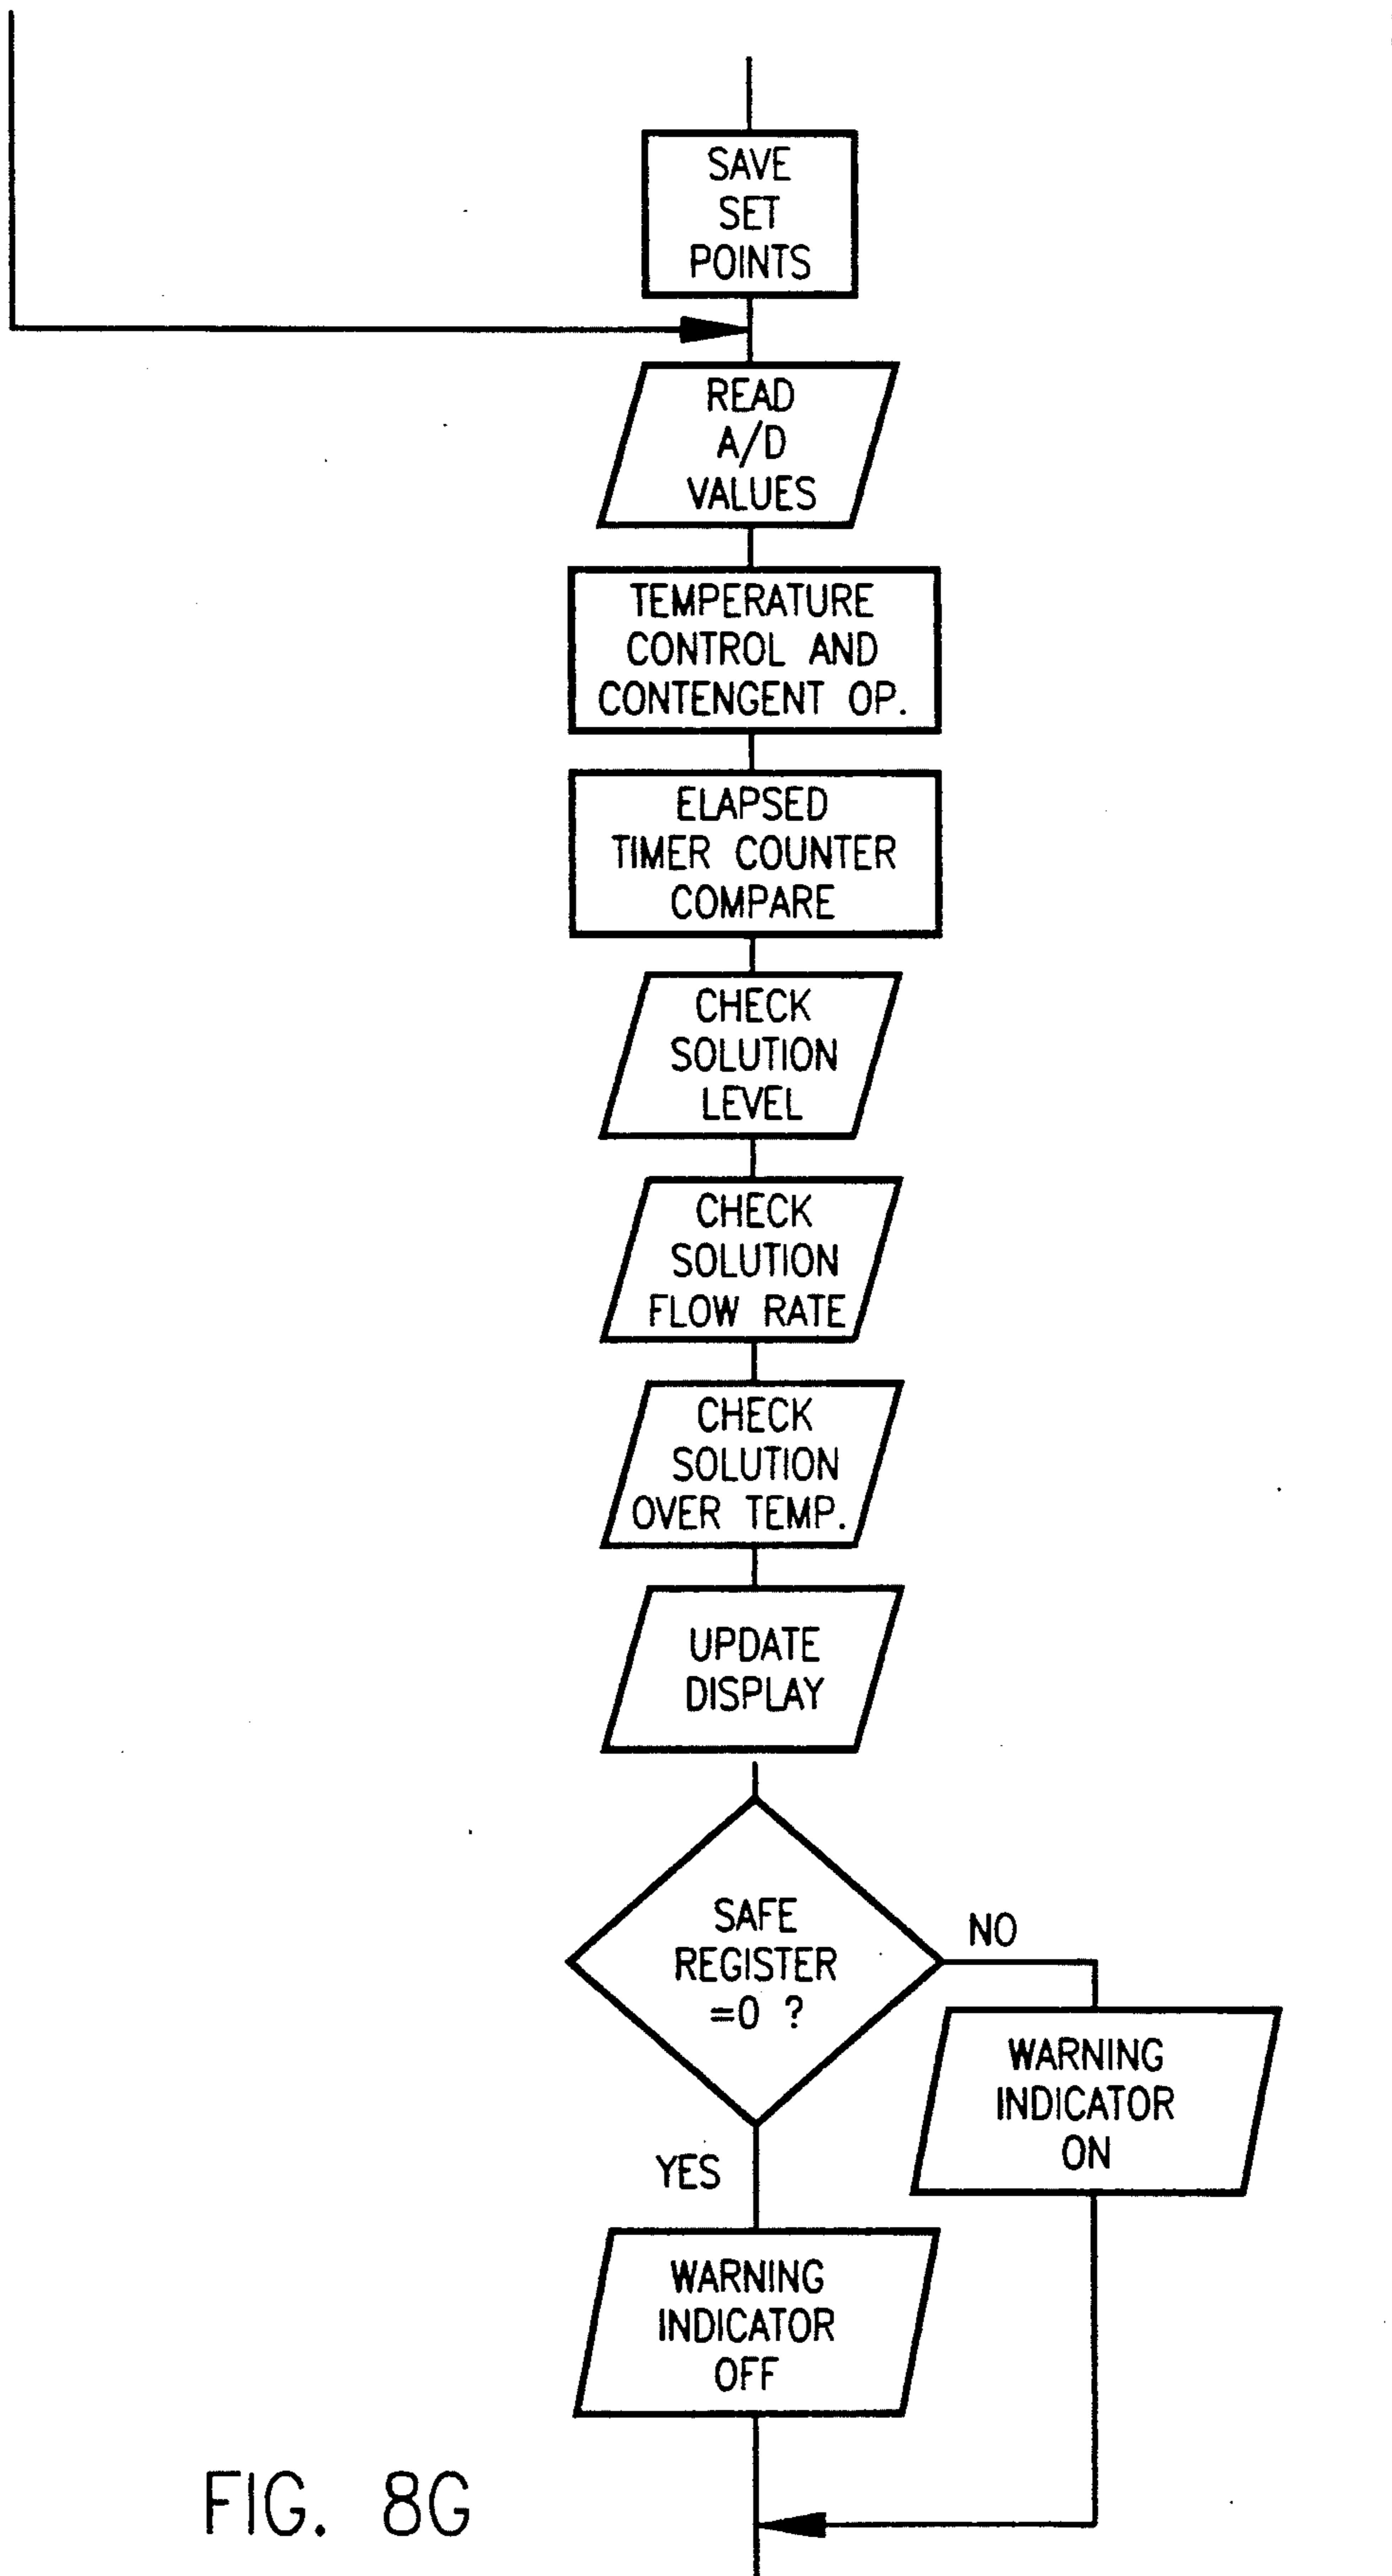 SAVE
SET
POINTS
READ
A/D
VALUES
TEMPERATURE
CONTROL AND
CONTENGENT OP.
ELAPSED
TIMER COUNTER
COMPARE
CHECK
SOLUTION
LEVEL
CHECK
SOLUTION
FLOW RATE
CHECK
SOLUTION
OVER TEMP.
UPDATE
DISPLAY
SAFE
REGISTER
=0 ?
NO
WARNING
INDICATOR
ON
YES
WARNING
INDICATOR
OFF
FIG. 8G